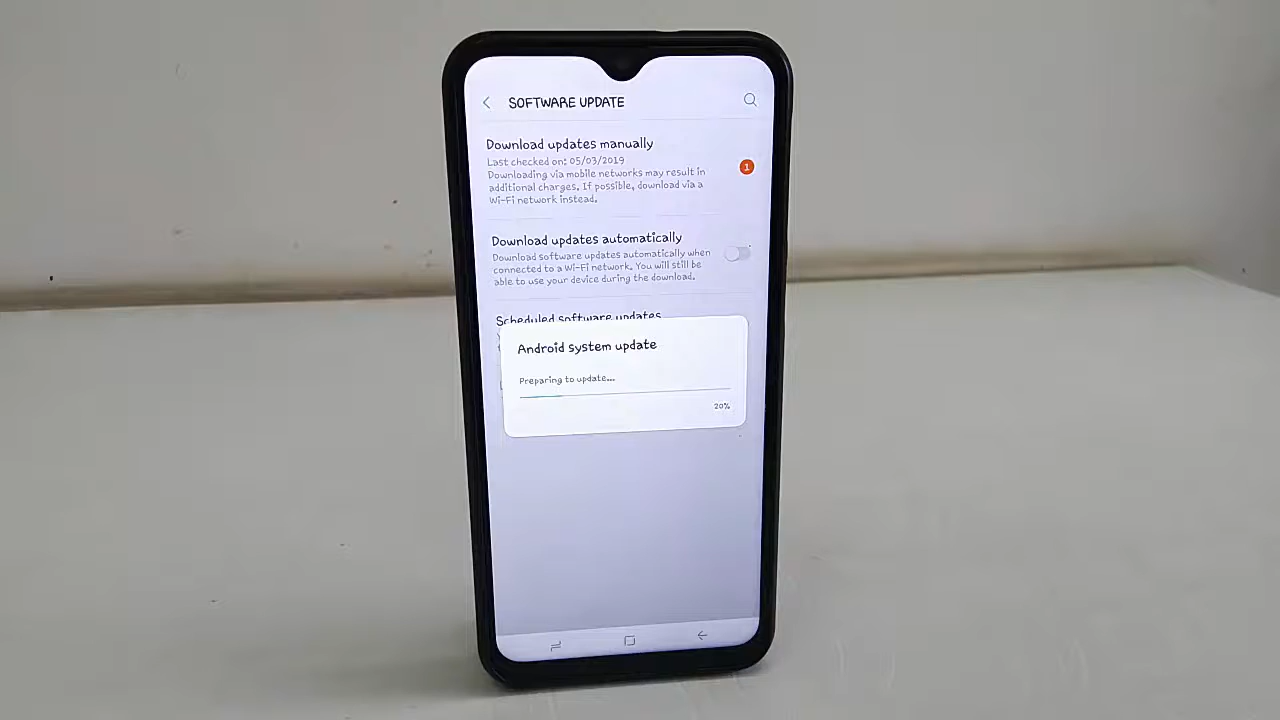 SOFTWARE UPDATE
Download updates manually
Last checked on: 05/03/2019
Downloading via mobile networks may result in
additional charges. If possible, download via a
Wi-Fi network instead.
1
Download updates automatically
Download software updates automatically when
connected to a Wi-Fi network. You will still be
able to use your device during the download.
Scheduled software updates
Android system update
Preparing to update...
20%